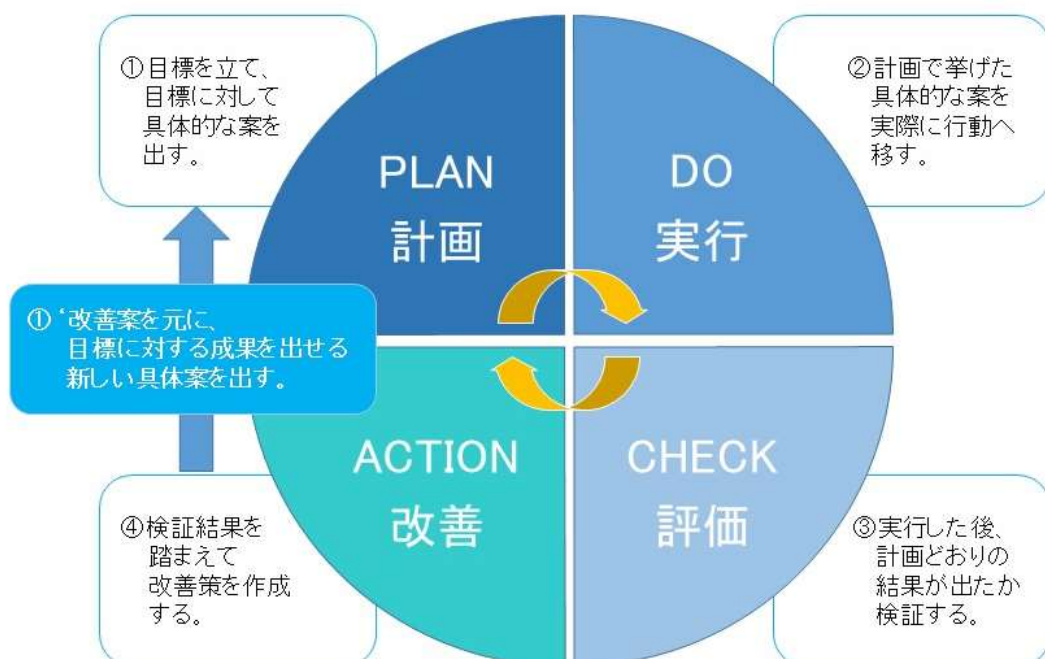 ①目標を立て、
目標に対して
具体的な案を
出す。
PLAN
計画
DO
実行
②計画で挙げた
具体的な案を
実際に行動へ
移す。
①‘改善案を元に、
目標に対する成果を出せる
新しい具体案を出す。
④検証結果を
踏まえて
改善策を作成
する。
ACTION
改善
CHECK
評価
③実行した後、
計画どおりの
結果が出たか
検証する。